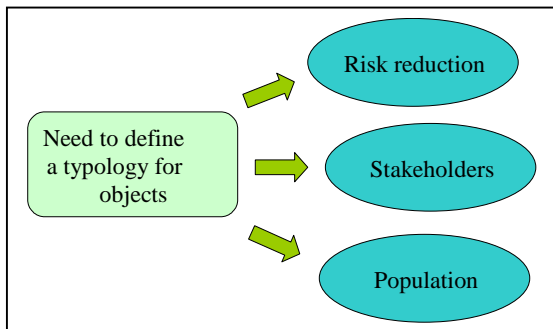 Need to define
a typology for
objects
Risk reduction
Stakeholders
Population